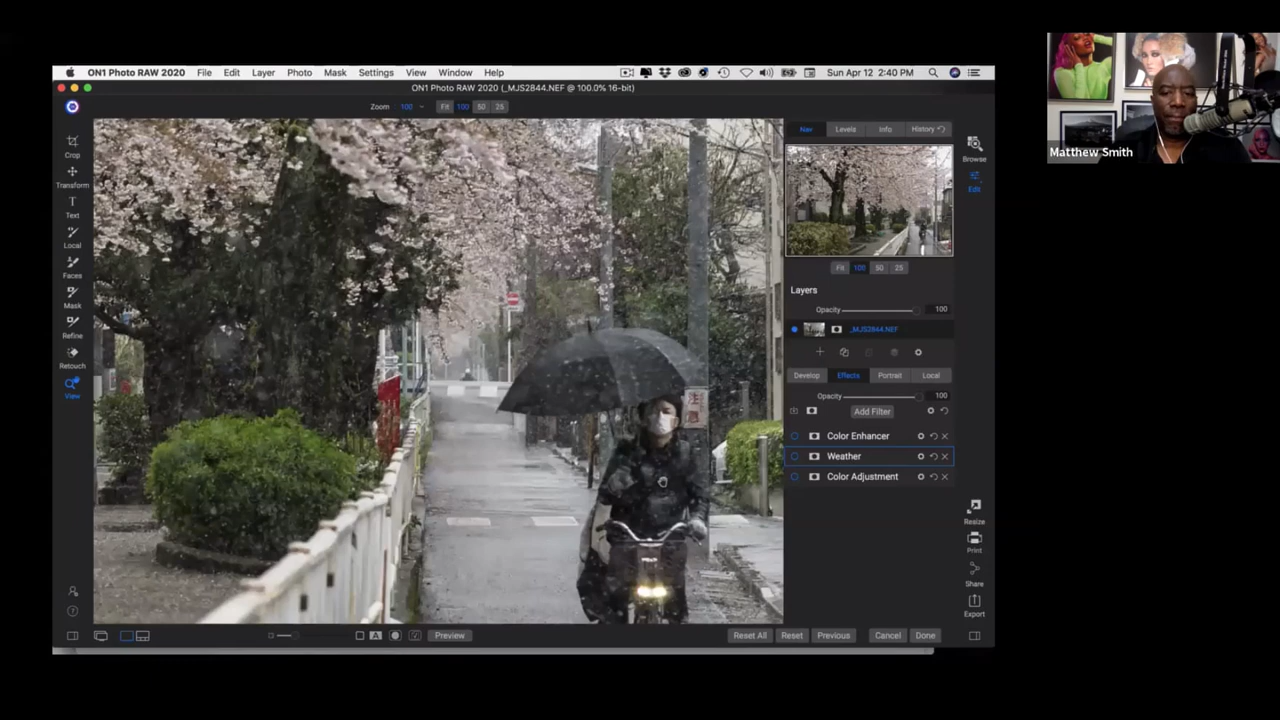 ON1 Photo RAW 2020 File Edit Layer Photo Mask Settings View Window Help
Sun Apr 12 2:40 PM
ON1 Photo RAW 2020 (_MJS2844.NEF @ 100.0% 16-bit)
Zoom 100 Fit 100 50 25
Crop
Transform
Text
Local
Faces
Mask
Refine
Retouch
View
注
Nav Levels Info History
Fit 100 50 25
Layers
Opacity 100
_MJS2844.NEF
Develop Effects Portrait Local
Opacity 100
Add Filter
Color Enhancer
Weather
Color Adjustment
Browse
Edit
Resize
Print
Share
Export
A Preview
Reset All Reset Previous Cancel Done
Matthew Smith